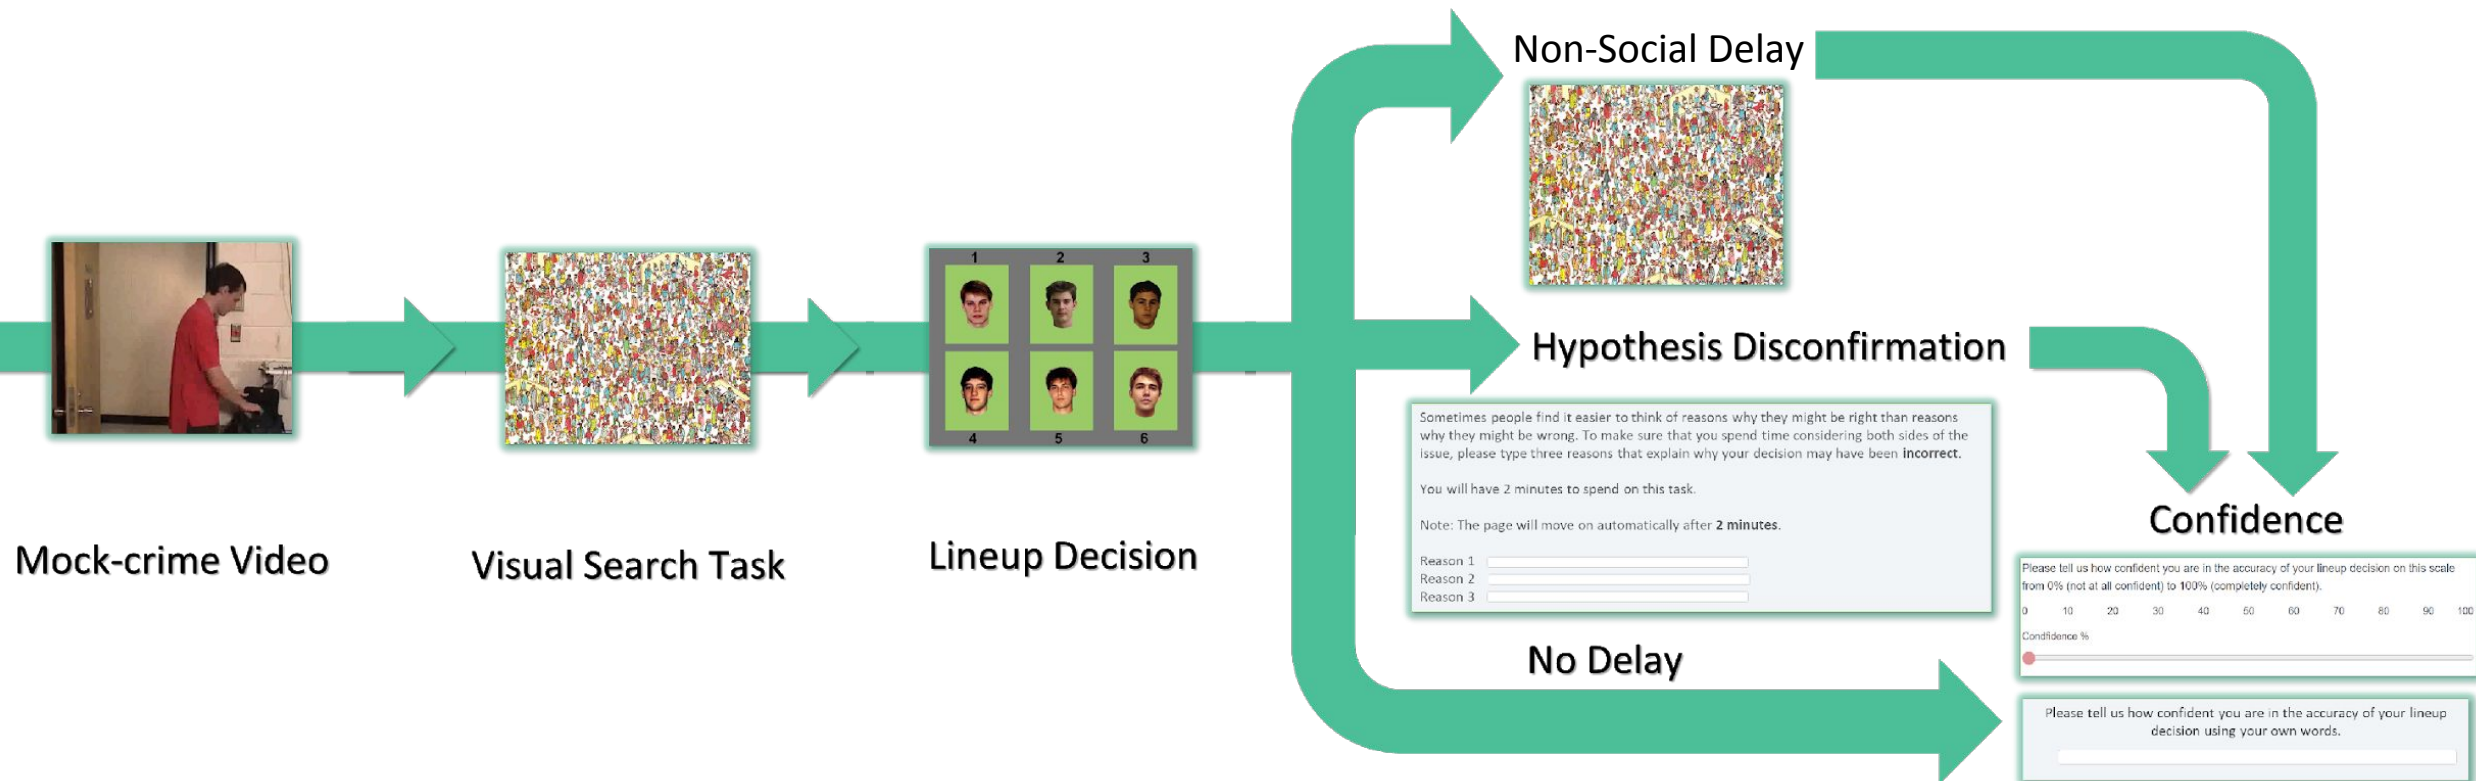 Mock-crime Video
Visual Search Task
1 2 3
4 5 6
Lineup Decision
Non-Social Delay
Hypothesis Disconfirmation
Sometimes people find it easier to think of reasons why they might be right than reasons
why they might be wrong. To make sure that you spend time considering both sides of the
issue, please type three reasons that explain why your decision may have been incorrect.
You will have 2 minutes to spend on this task.
Note: The page will move on automatically after 2 minutes.
Reason 1
Reason 2
Reason 3
No Delay
Confidence
Please tell us how confident you are in the accuracy of your lineup decision on this scale
from 0% (not at all confident) to 100% (completely confident).
0 10 20 30 40 50 60 70 80 90 100
Condfidence %
Please tell us how confident you are in the accuracy of your lineup
decision using your own words.